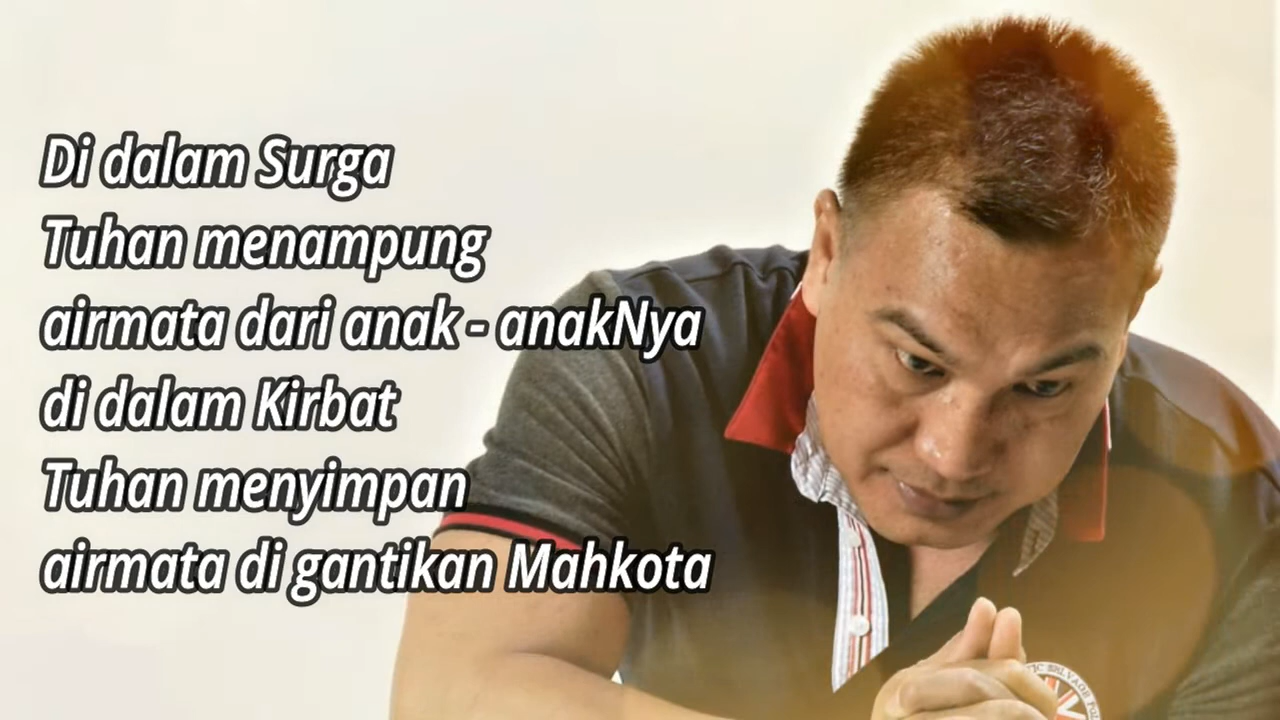 Di dalam Surga
Tuhan menampung
airmata dari anak - anakNya
di dalam Kirbat
Tuhan menyimpan
airmata di gantikan Mahkota